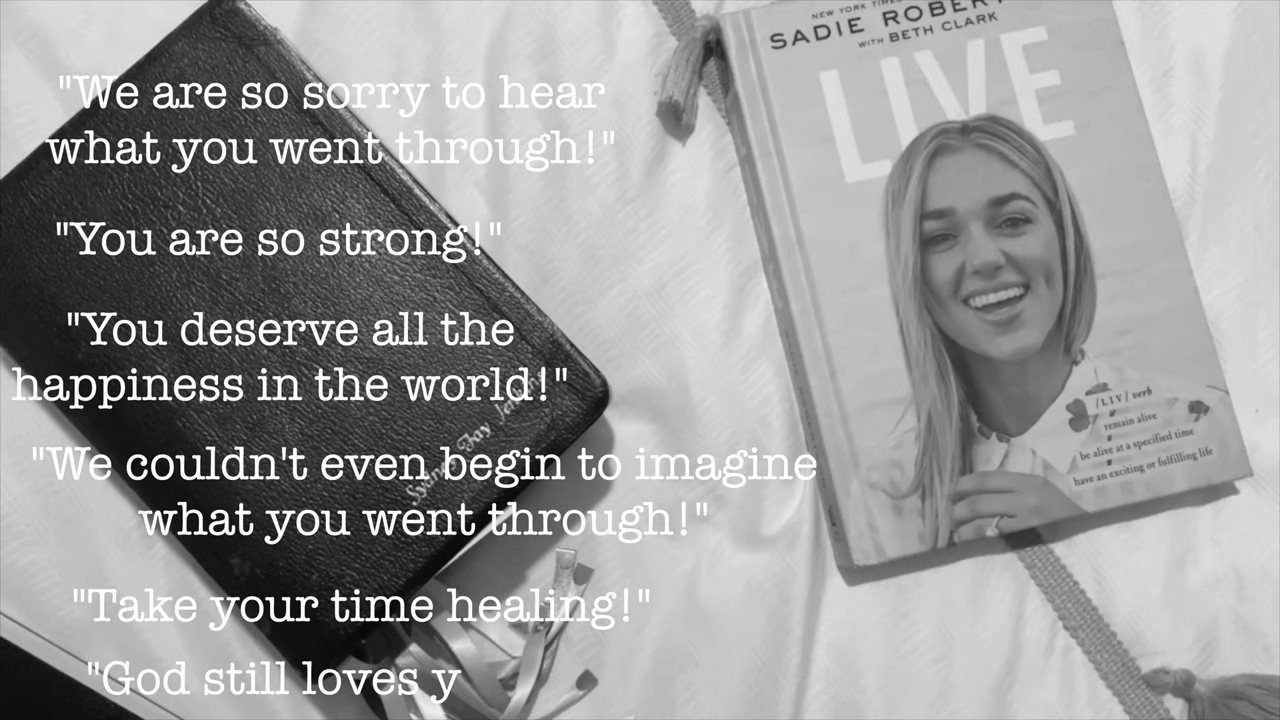 "We are so sorry to hear
what you went through!"
"You are so strong!"
"You deserve all the
happiness in the world!"
"We couldn't even begin to imagine
what you went through!"
"Take your time healing!"
"God still loves y
NEW YORK TIMES
SADIE ROBER
WITH BETH CLARK
LIVE
/LIV/ verb
remain alive
be alive at a specified time
have an exciting or fulfilling life